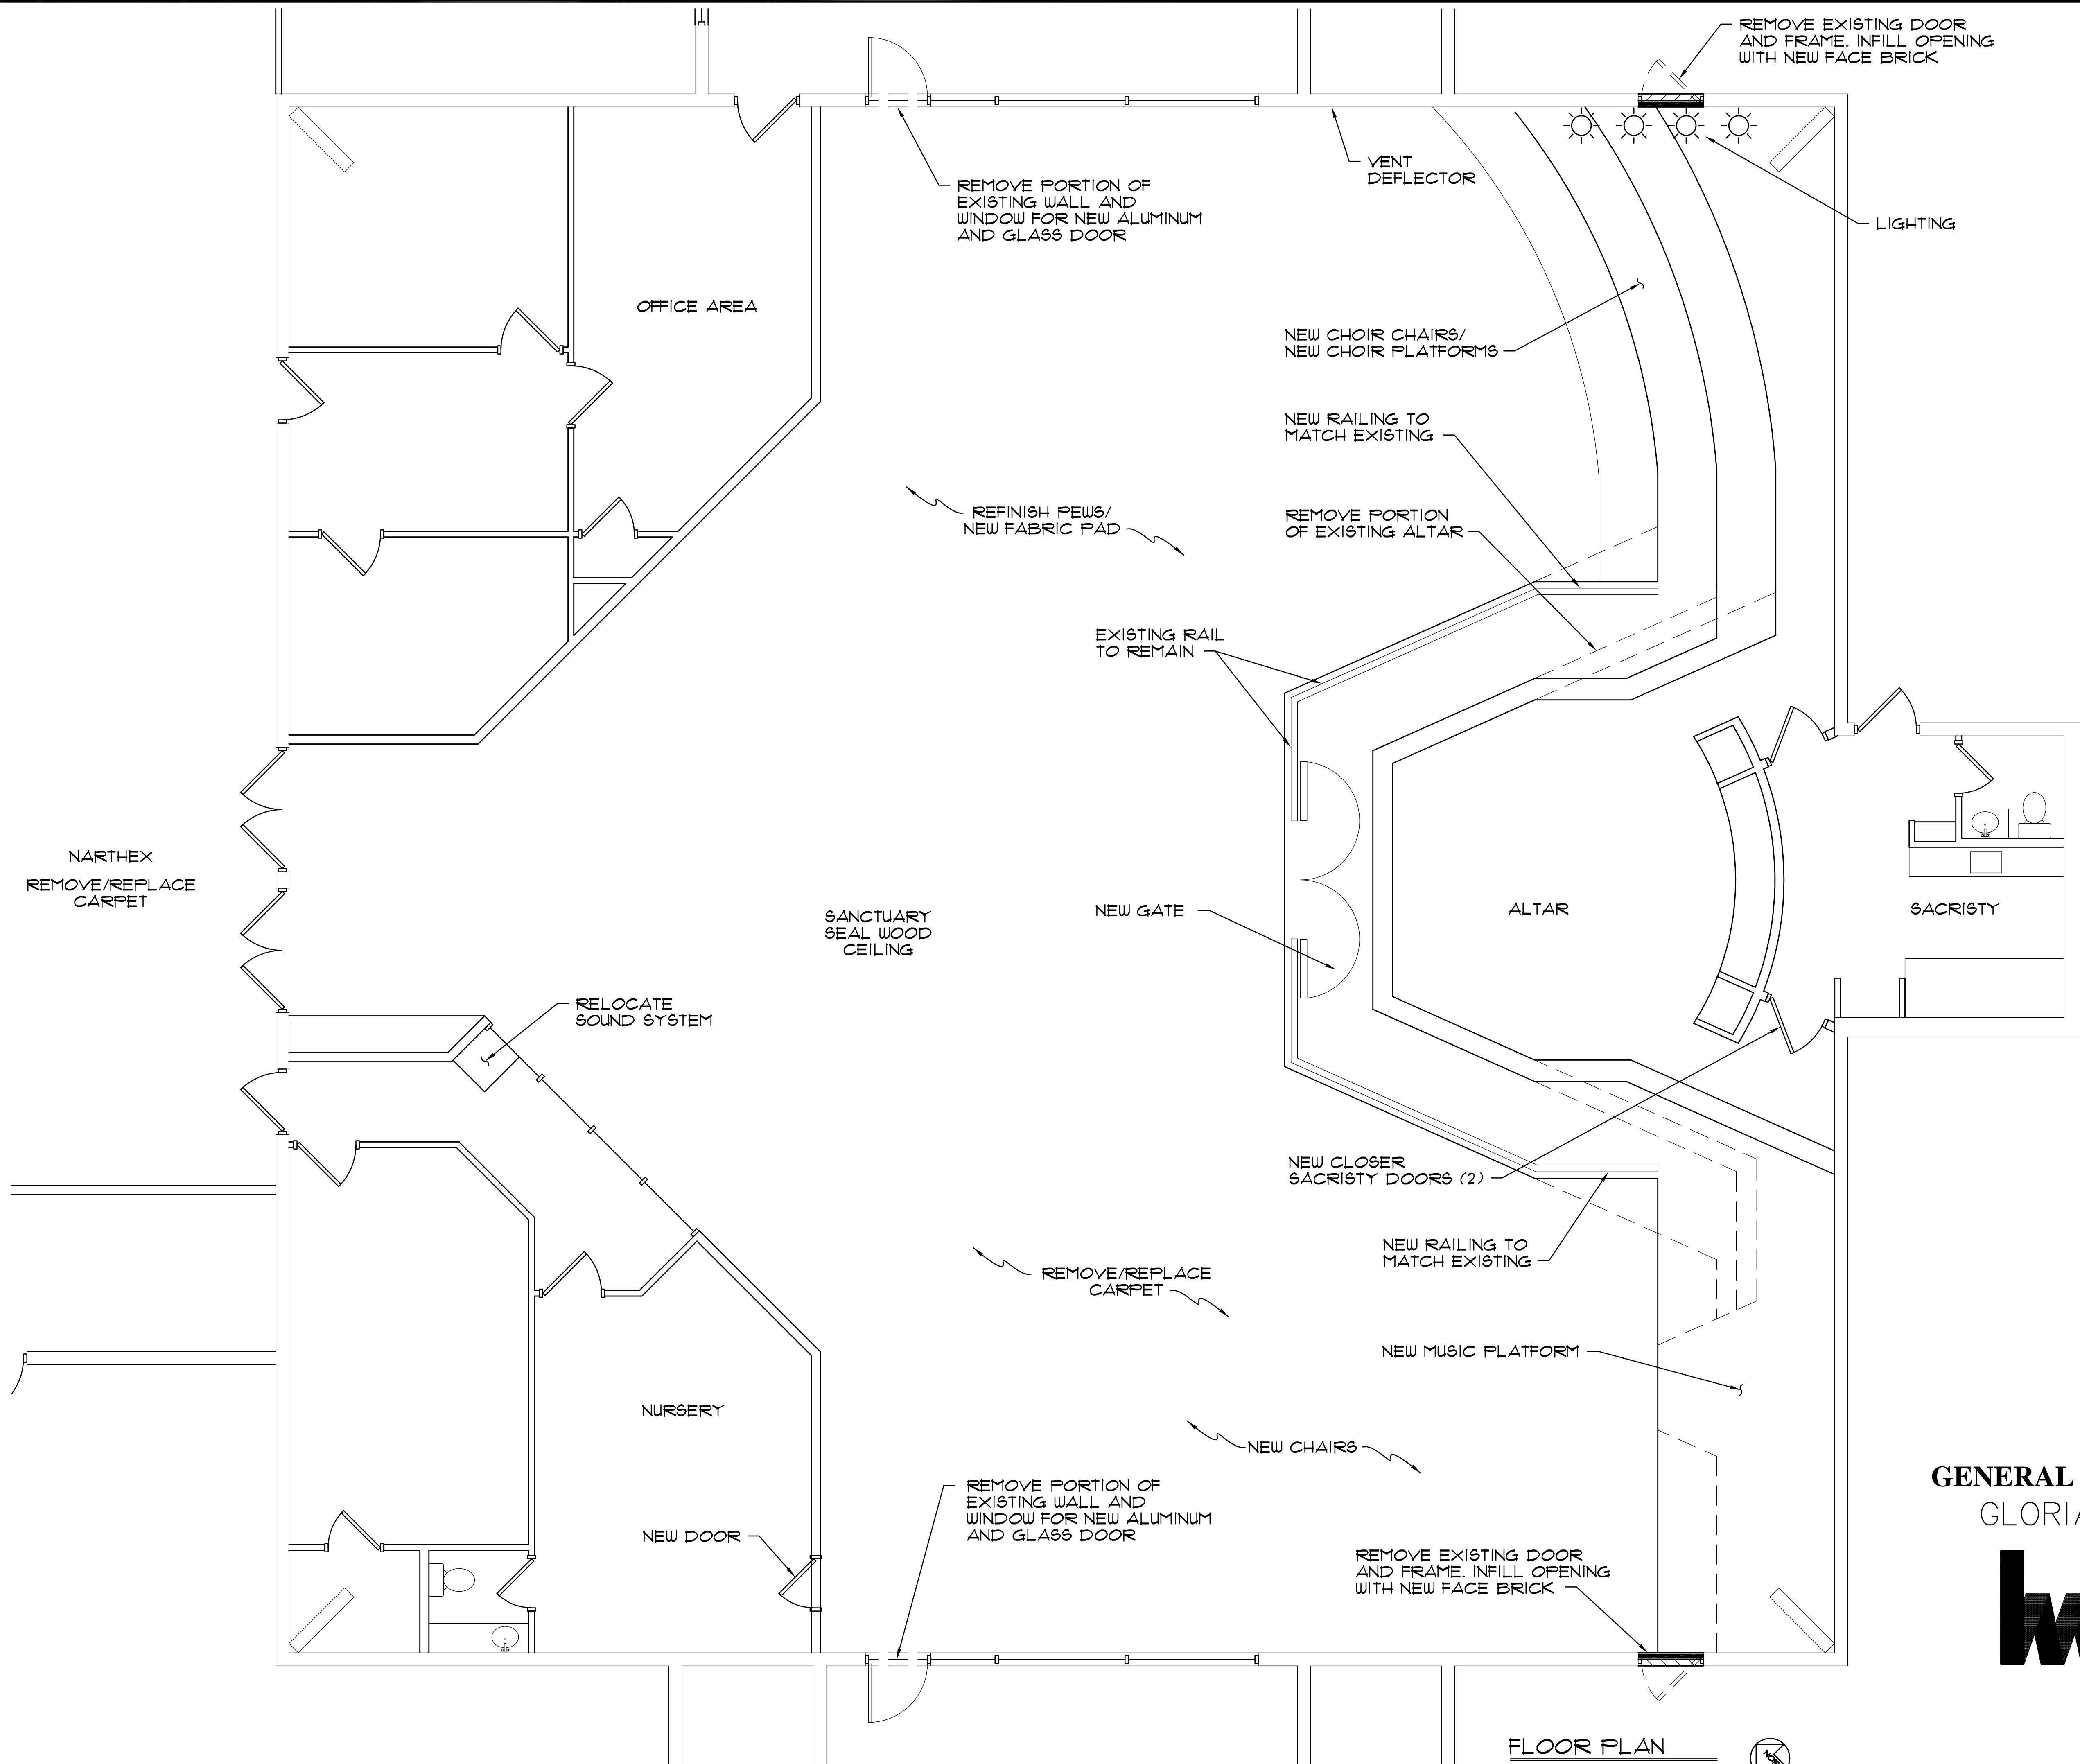 REMOVE EXISTING DOOR
AND FRAME. INFILL OPENING
WITH NEW FACE BRICK
VENT
DEFLECTOR
REMOVE PORTION OF
EXISTING WALL AND
WINDOW FOR NEW ALUMINUM
AND GLASS DOOR
LIGHTING
OFFICE AREA
NEW CHOIR CHAIRS/
NEW CHOIR PLATFORMS
NEW RAILING TO
MATCH EXISTING
REFINISH PEWS/
NEW FABRIC PAD
REMOVE PORTION
OF EXISTING ALTAR
EXISTING RAIL
TO REMAIN
NARTHEX
REMOVE/REPLACE
CARPET
SANCTUARY
SEAL WOOD
CEILING
NEW GATE
ALTAR
SACRISTY
RELOCATE
SOUND SYSTEM
NEW CLOSER
SACRISTY DOORS (2)
NEW RAILING TO
MATCH EXISTING
REMOVE/REPLACE
CARPET
NEW MUSIC PLATFORM
NURSERY
NEW CHAIRS
GENERAL
GLORIA
REMOVE PORTION OF
EXISTING WALL AND
WINDOW FOR NEW ALUMINUM
AND GLASS DOOR
NEW DOOR
REMOVE EXISTING DOOR
AND FRAME. INFILL OPENING
WITH NEW FACE BRICK
FLOOR PLAN